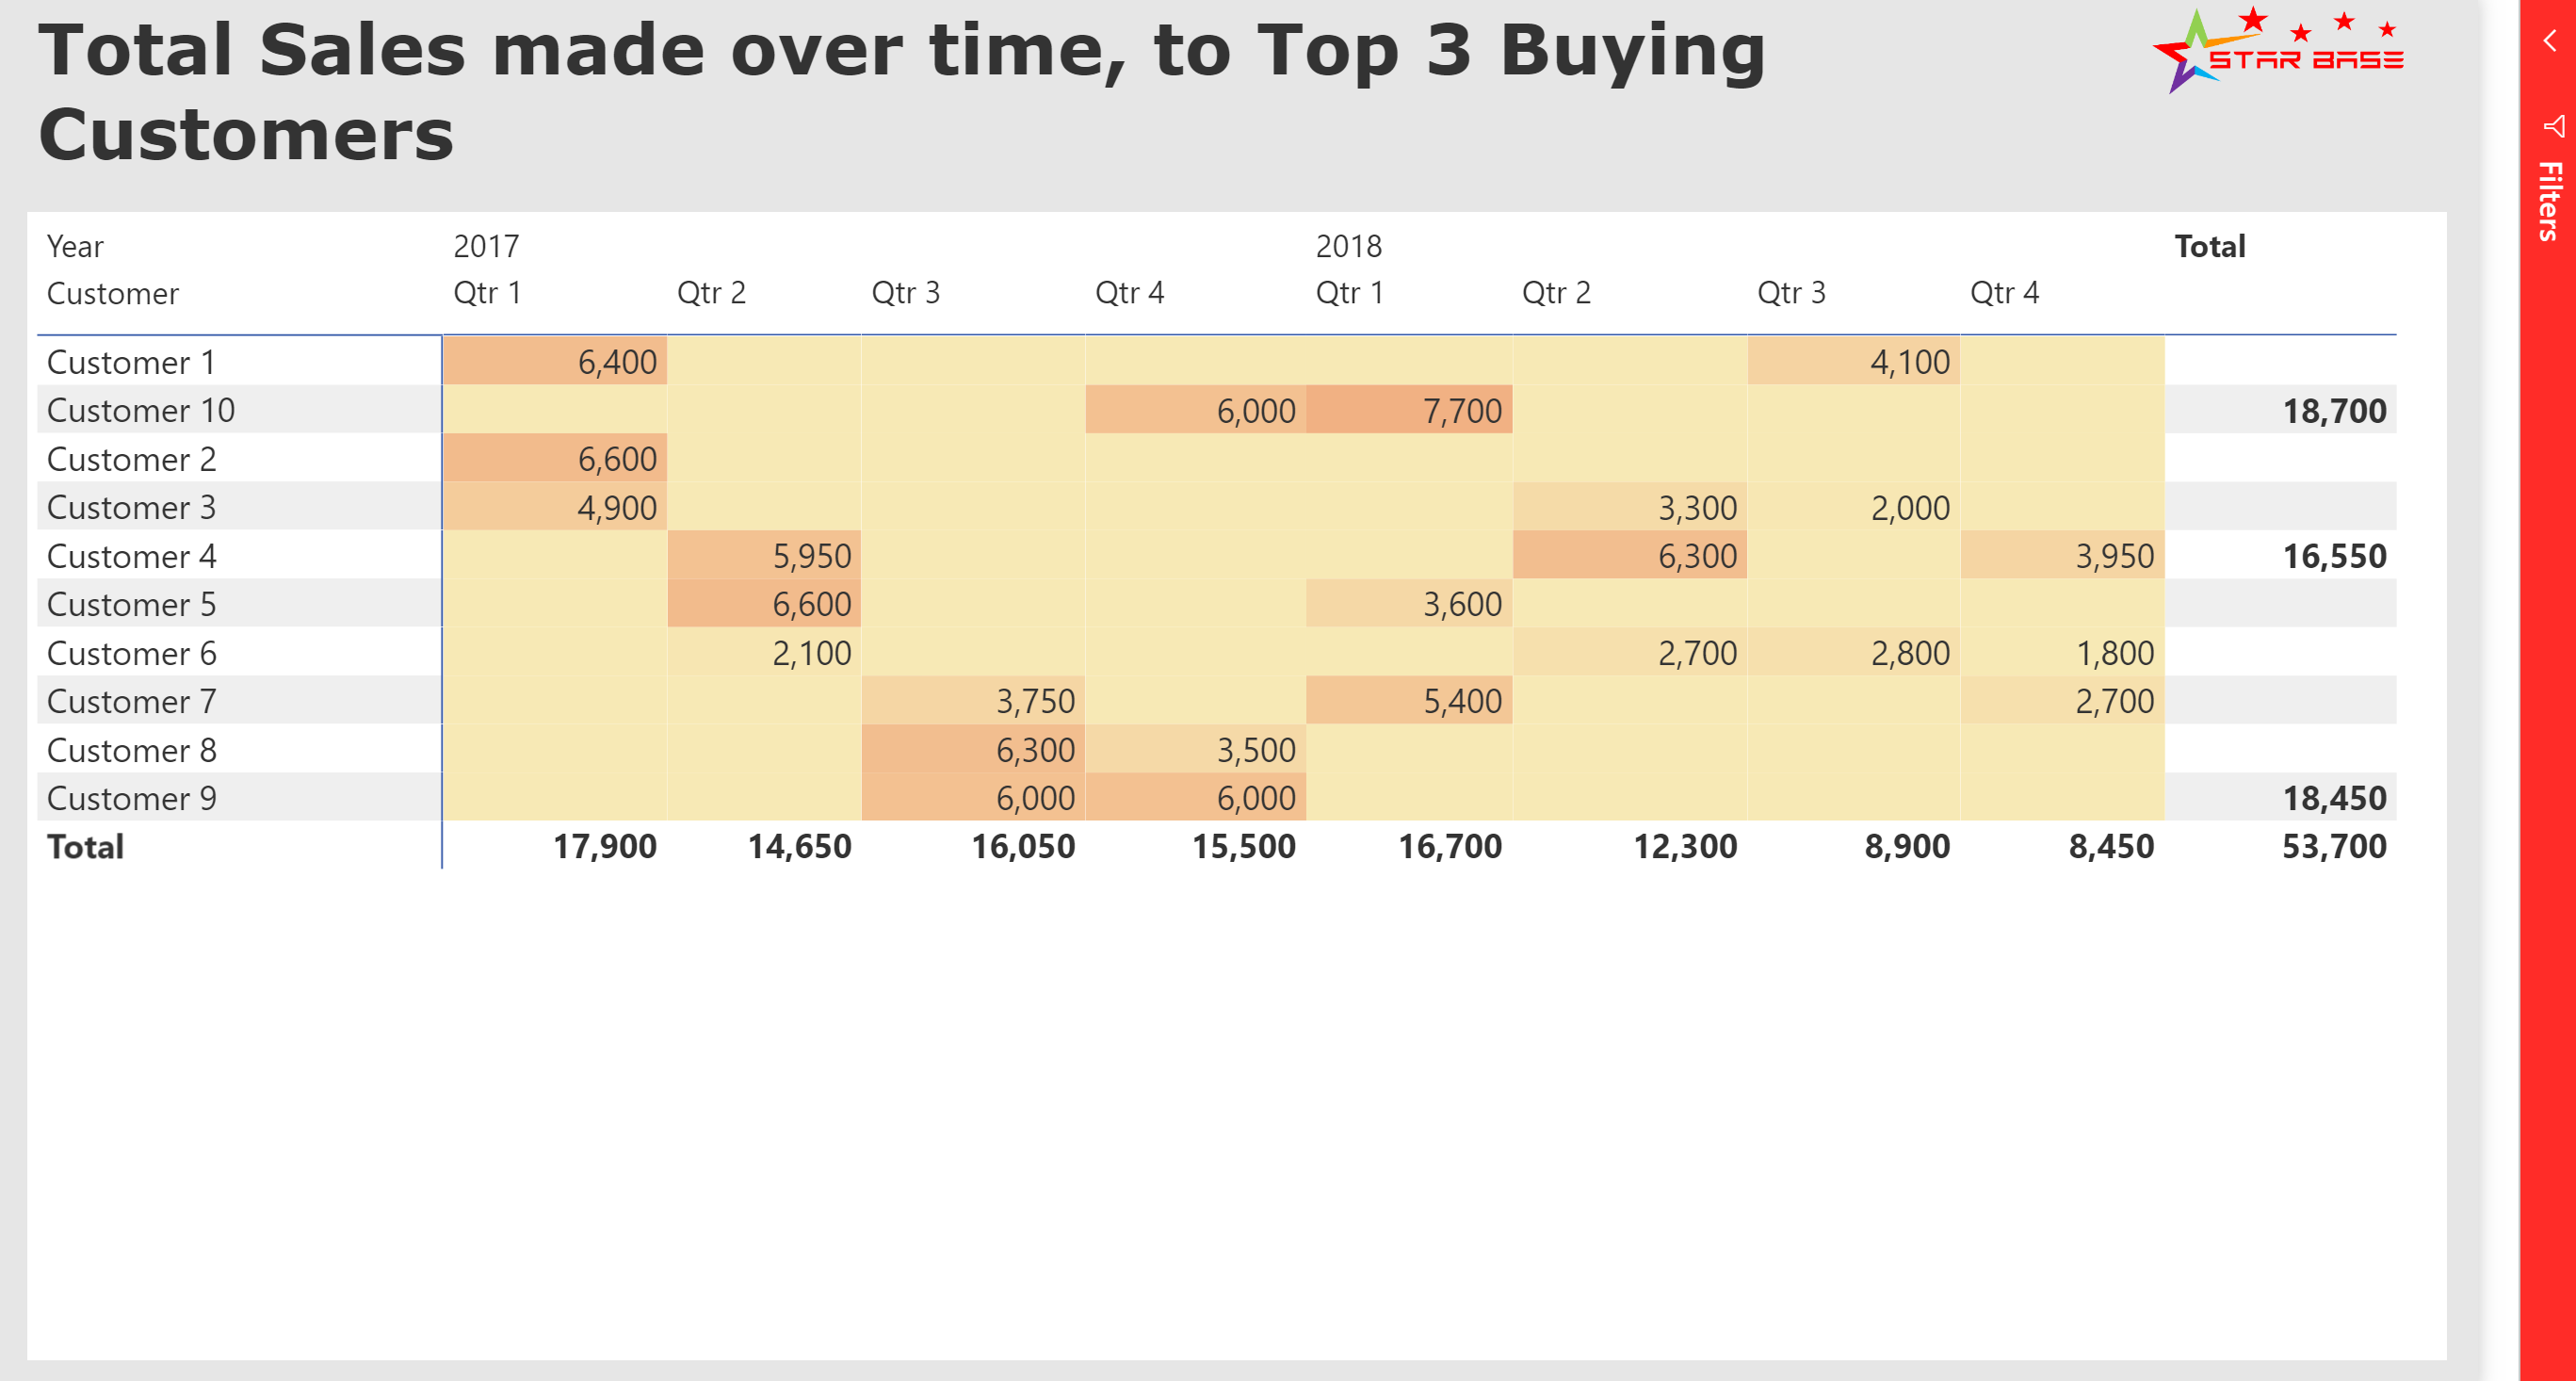 Total Sales made over time, to Top 3 Buying
Customers
STAR BASE
Filters
Year 2017 2018 Total
Customer Qtr 1 Qtr 2 Qtr 3 Qtr 4 Qtr 1 Qtr 2 Qtr 3 Qtr 4
Customer 1 6,400 4,100
Customer 10 6,000 7,700 18,700
Customer 2 6,600
Customer 3 4,900 3,300 2,000
Customer 4 5,950 6,300 3,950 16,550
Customer 5 6,600 3,600
Customer 6 2,100 2,700 2,800 1,800
Customer 7 3,750 5,400 2,700
Customer 8 6,300 3,500
Customer 9 6,000 6,000 18,450
Total 17,900 14,650 16,050 15,500 16,700 12,300 8,900 8,450 53,700